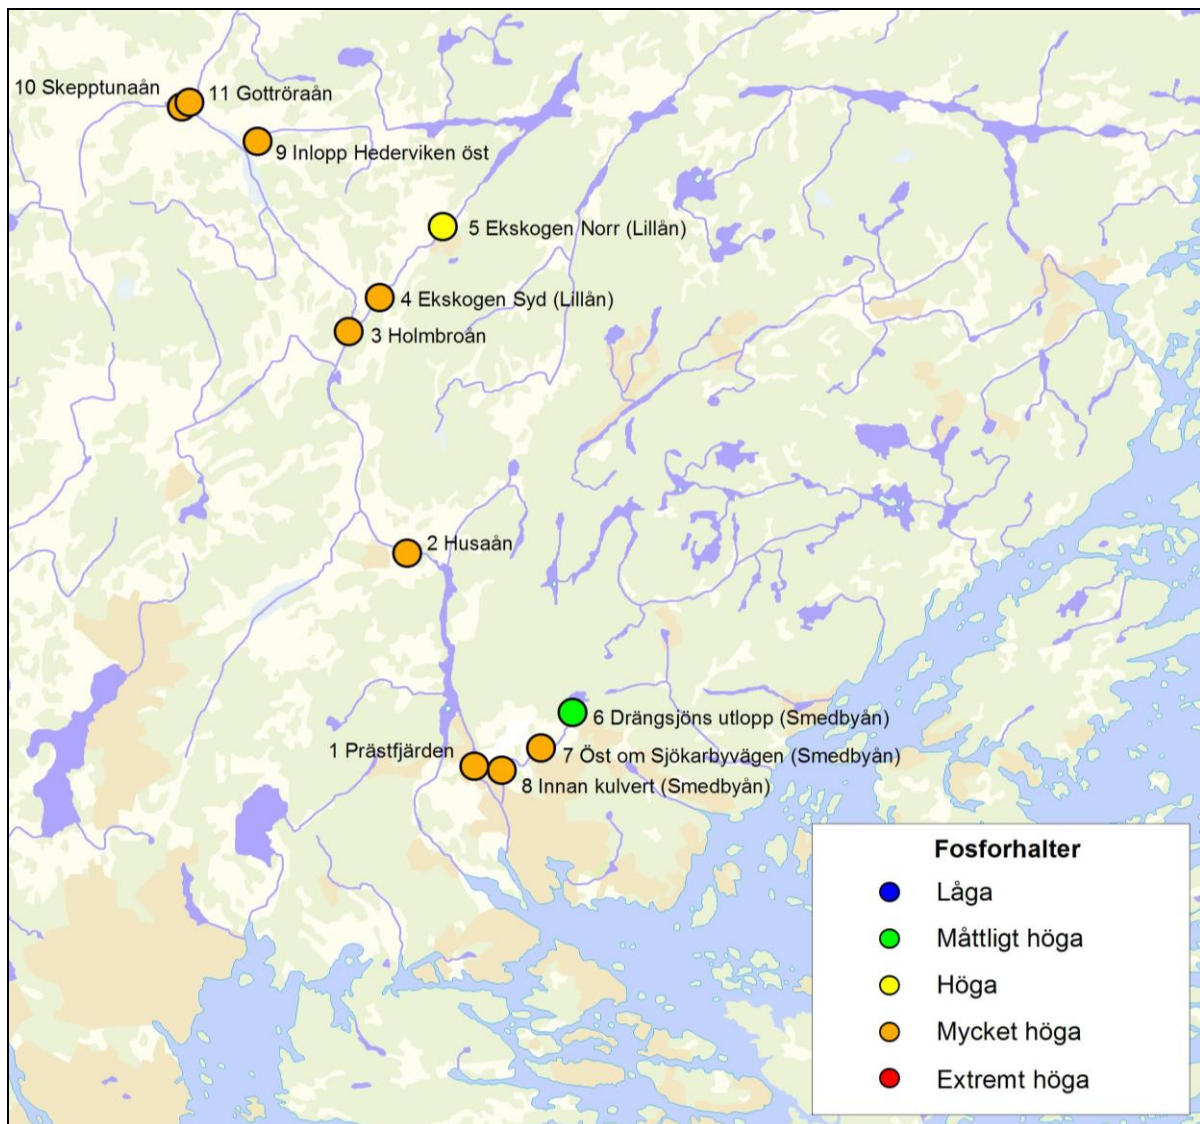 10 Skepptunaån
11 Gottröraån
9 Inlopp Hederviken öst
5 Ekskogen Norr (Lillån)
4 Ekskogen Syd (Lillån)
3 Holmbroån
2 Husaån
6 Drängsjöns utlopp (Smedbyån)
1 Prästfjärden
7 Öst om Sjökarbyvägen (Smedbyån)
8 Innan kulvert (Smedbyån)
Fosforhalter
Låga
Måttligt höga
Höga
Mycket höga
Extremt höga